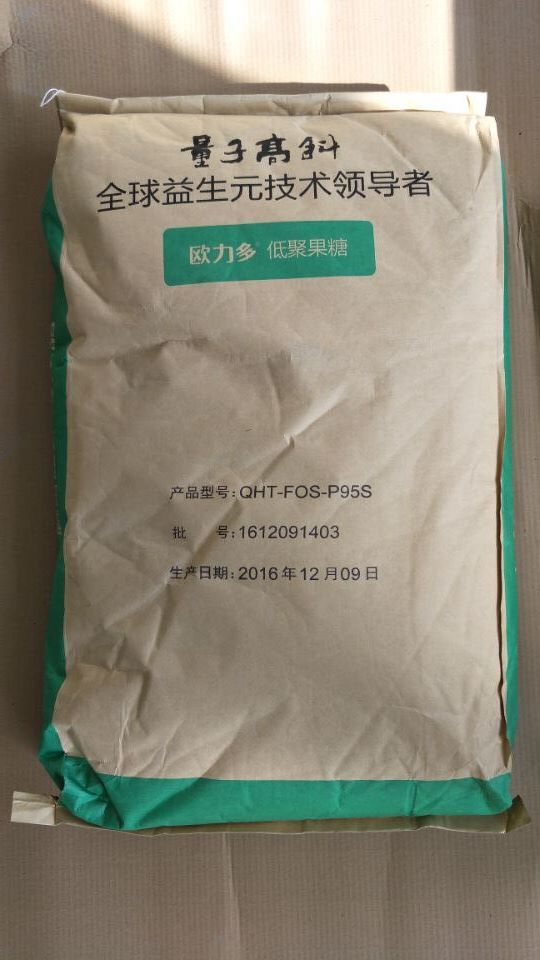 量子高科
全球益生元技术领导者
欧力多 低聚果糖
产品型号:QHT-FOS-P95S
批 号:1612091403
生产日期:2016年12月09日